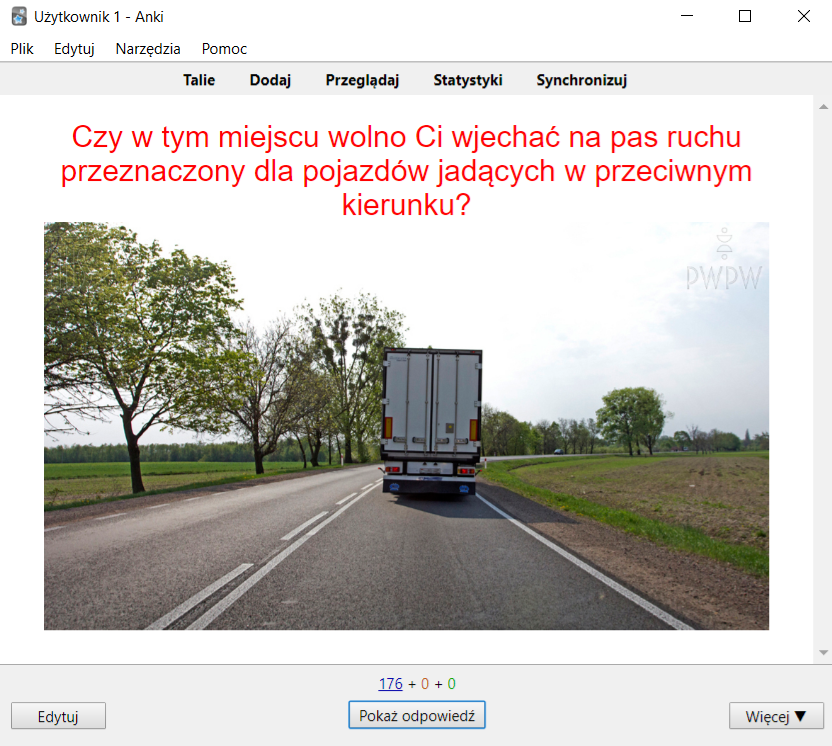 Użytkownik 1 - Anki
Plik Edytuj Narzędzia Pomoc
Talie Dodaj Przeglądaj Statystyki Synchronizuj
Czy w tym miejscu wolno Ci wjechać na pas ruchu
przeznaczony dla pojazdów jadących w przeciwnym
kierunku?
PWPW
176 + 0 + 0
Edytuj Pokaż odpowiedź Więcej ▼